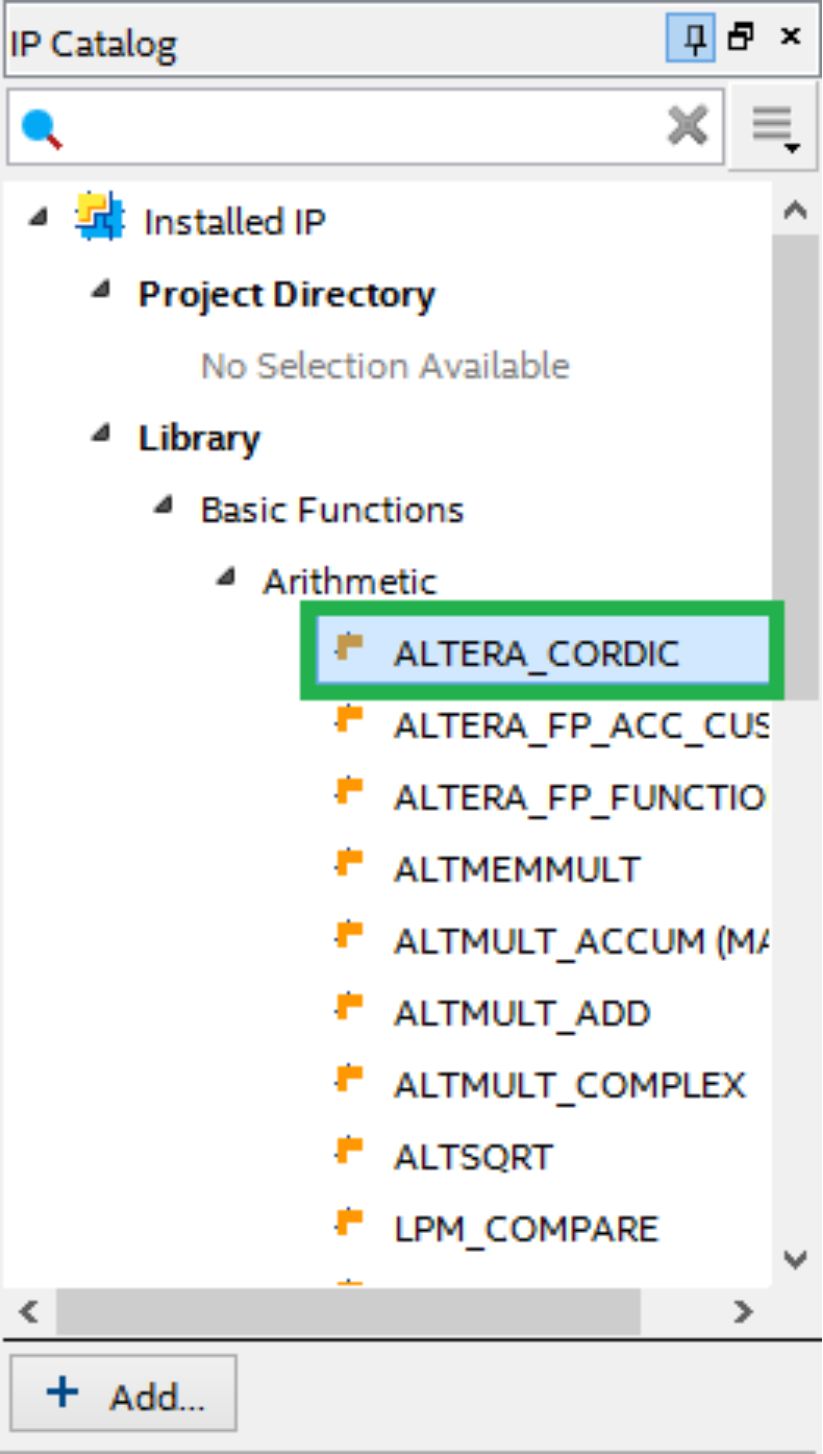 IP Catalog
Installed IP
Project Directory
No Selection Available
Library
Basic Functions
Arithmetic
ALTERA_CORDIC
ALTERA_FP_ACC_CUS
ALTERA_FP_FUNCTIO
ALTMEMMULT
ALTMULT_ACCUM (MA
ALTMULT_ADD
ALTMULT_COMPLEX
ALTSQRT
LPM_COMPARE
+ Add...